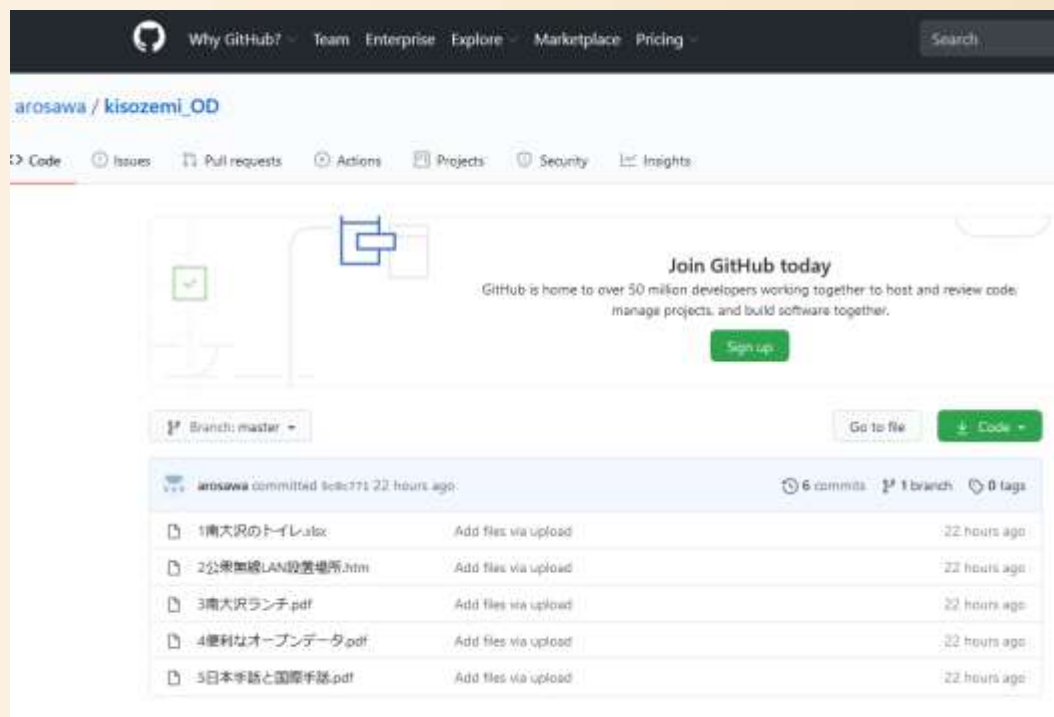 Why GitHub? Team Enterprise Explore Marketplace Pricing Search
arosawa / kisozemi_OD
<> Code Issues Pull requests Actions Projects Security Insights
Join GitHub today
GitHub is home to over 50 million developers working together to host and review code,
manage projects, and build software together.
Sign up
Branch: master Go to file Code
arosawa committed 22 hours ago 6 commits 1 branch 0 tags
1南大沢のトイレ.xlsx Add files via upload 22 hours ago
2公衆無線LAN設置場所.htm Add files via upload 22 hours ago
3南大沢ランチ.pdf Add files via upload 22 hours ago
4便利なオープンデータ.pdf Add files via upload 22 hours ago
5日本手話と国際手話.pdf Add files via upload 22 hours ago